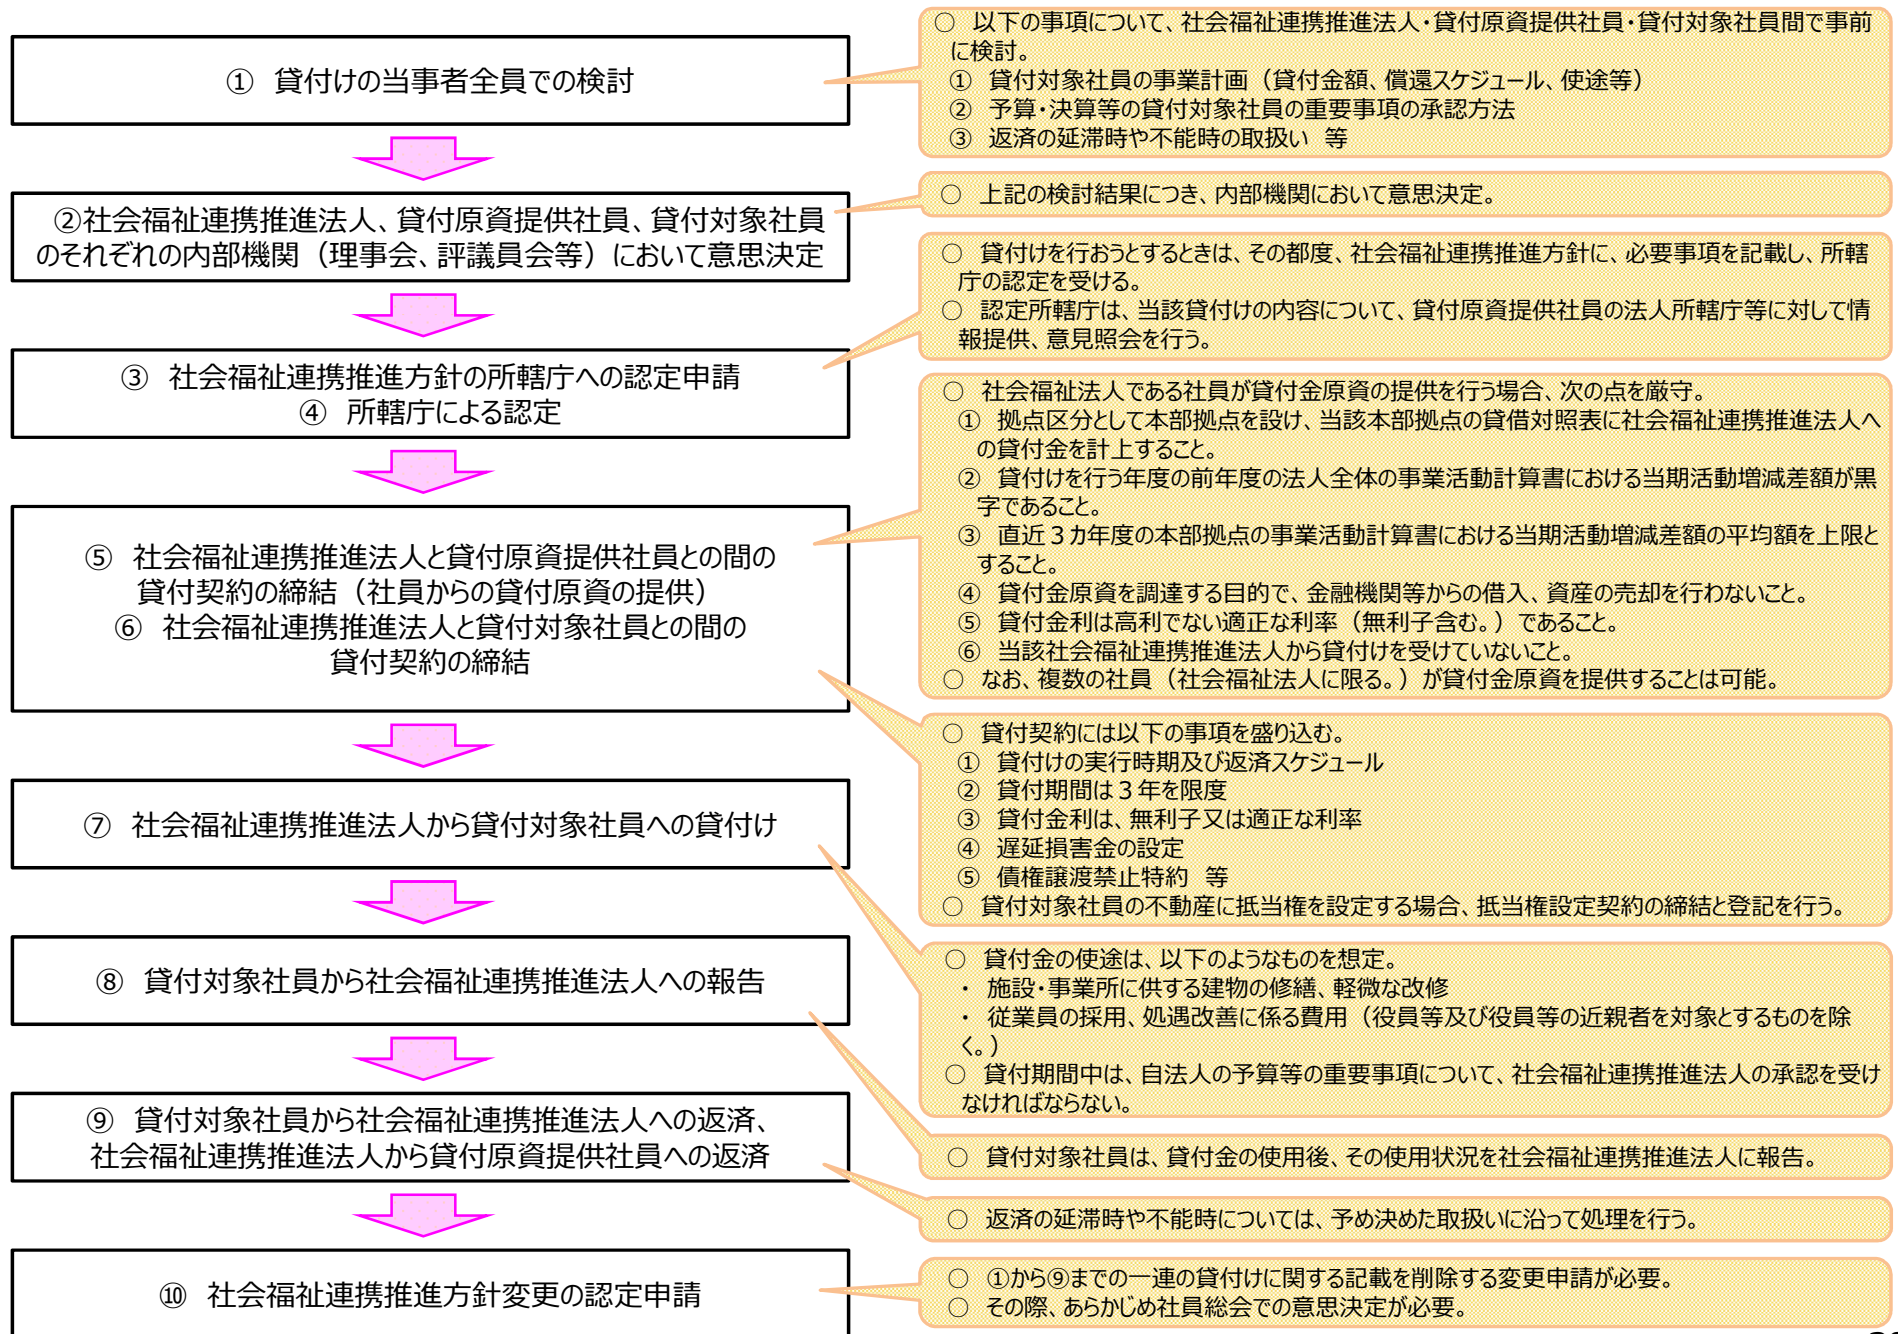 ① 貸付けの当事者全員での検討
○ 以下の事項について、社会福祉連携推進法人・貸付原資提供社員・貸付対象社員間で事前
に検討。
① 貸付対象社員の事業計画（貸付金額、償還スケジュール、使途等）
② 予算・決算等の貸付対象社員の重要事項の承認方法
③ 返済の延滞時や不能時の取扱い 等
②社会福祉連携推進法人、貸付原資提供社員、貸付対象社員
のそれぞれの内部機関（理事会、評議員会等）において意思決定
○ 上記の検討結果につき、内部機関において意思決定。
○ 貸付けを行おうとするときは、その都度、社会福祉連携推進方針に、必要事項を記載し、所轄
庁の認定を受ける。
○ 認定所轄庁は、当該貸付けの内容について、貸付原資提供社員の法人所轄庁等に対して情
報提供、意見照会を行う。
③ 社会福祉連携推進方針の所轄庁への認定申請
④ 所轄庁による認定
○ 社会福祉法人である社員が貸付金原資の提供を行う場合、次の点を厳守。
① 拠点区分として本部拠点を設け、当該本部拠点の貸借対照表に社会福祉連携推進法人へ
の貸付金を計上すること。
② 貸付けを行う年度の前年度の法人全体の事業活動計算書における当期活動増減差額が黒
字であること。
③ 直近３カ年度の本部拠点の事業活動計算書における当期活動増減差額の平均額を上限と
すること。
④ 貸付金原資を調達する目的で、金融機関等からの借入、資産の売却を行わないこと。
⑤ 貸付金利は高利でない適正な利率（無利子含む。）であること。
⑥ 当該社会福祉連携推進法人から貸付けを受けていないこと。
○ なお、複数の社員（社会福祉法人に限る。）が貸付金原資を提供することは可能。
⑤ 社会福祉連携推進法人と貸付原資提供社員との間の
貸付契約の締結（社員からの貸付原資の提供）
⑥ 社会福祉連携推進法人と貸付対象社員との間の
貸付契約の締結
○ 貸付契約には以下の事項を盛り込む。
① 貸付けの実行時期及び返済スケジュール
② 貸付期間は３年を限度
③ 貸付金利は、無利子又は適正な利率
④ 遅延損害金の設定
⑤ 債権譲渡禁止特約 等
○ 貸付対象社員の不動産に抵当権を設定する場合、抵当権設定契約の締結と登記を行う。
⑦ 社会福祉連携推進法人から貸付対象社員への貸付け
○ 貸付金の使途は、以下のようなものを想定。
・ 施設・事業所に供する建物の修繕、軽微な改修
・ 従業員の採用、処遇改善に係る費用（役員等及び役員等の近親者を対象とするものを除
く。）
○ 貸付期間中は、自法人の予算等の重要事項について、社会福祉連携推進法人の承認を受け
なければならない。
⑧ 貸付対象社員から社会福祉連携推進法人への報告
○ 貸付対象社員は、貸付金の使用後、その使用状況を社会福祉連携推進法人に報告。
⑨ 貸付対象社員から社会福祉連携推進法人への返済、
社会福祉連携推進法人から貸付原資提供社員への返済
○ 返済の延滞時や不能時については、予め決めた取扱いに沿って処理を行う。
⑩ 社会福祉連携推進方針変更の認定申請
○ ①から⑨までの一連の貸付けに関する記載を削除する変更申請が必要。
○ その際、あらかじめ社員総会での意思決定が必要。